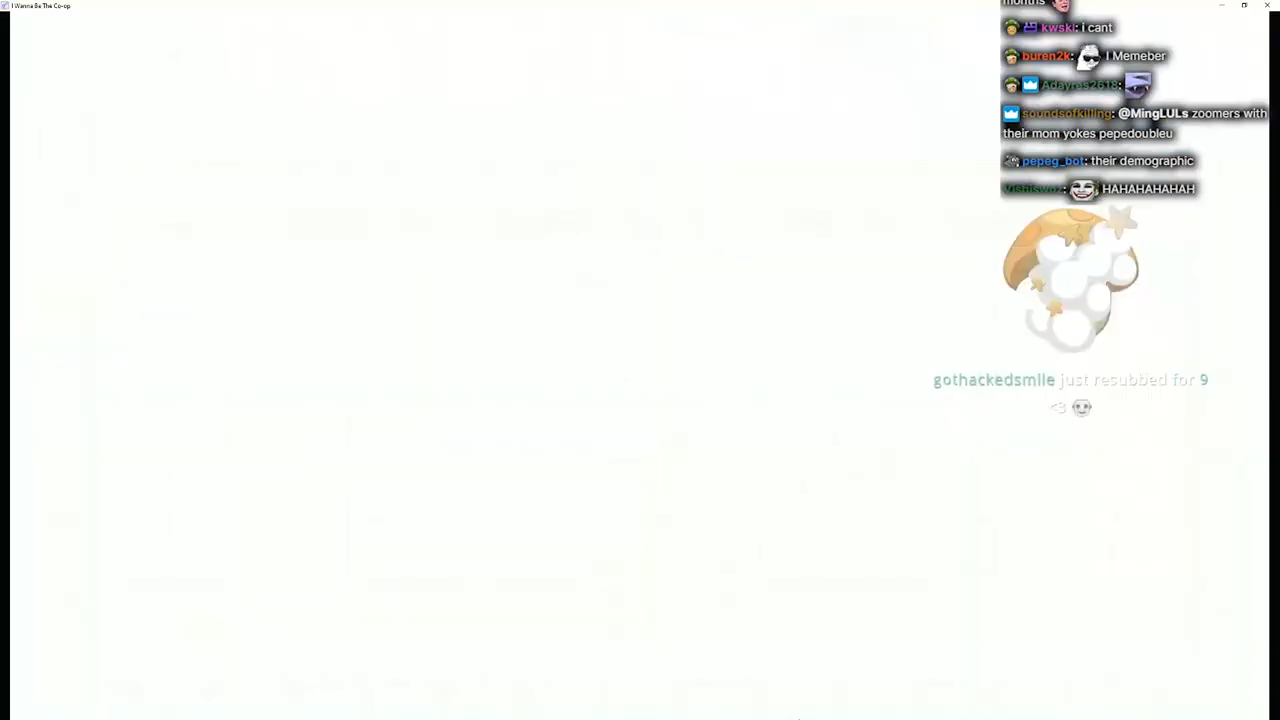 I Wanna Be The Co-op
months
kwski: i cant
buren2k: I Memeber
Adayres2618:
soundsofkilling: @MingLULs zoomers with
their mom yokes pepedoubleu
pepeg_bot: their demographic
HAHAHAHAHAH
gothackedsmile just resubbed for 9
<3